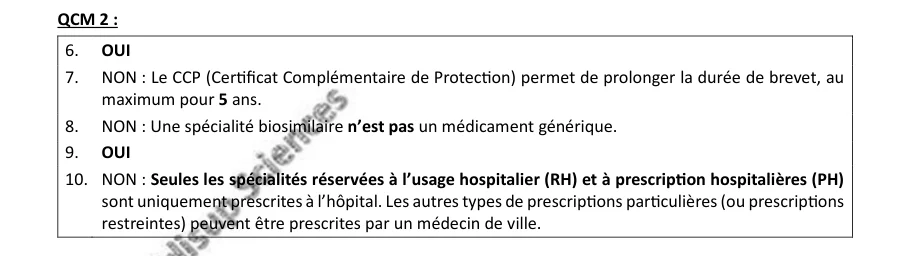 QCM 2 :
6. OUI
7. NON : Le CCP (Certificat Complémentaire de Protection) permet de prolonger la durée de brevet, au
maximum pour 5 ans.
8. NON : Une spécialité biosimilaire n'est pas un médicament générique.
9. OUI
10. NON : Seules les spécialités réservées à l'usage hospitalier (RH) et à prescription hospitalières (PH)
sont uniquement prescrites à l'hôpital. Les autres types de prescriptions particulières (ou prescriptions
restreintes) peuvent être prescrites par un médecin de ville.
Sciences